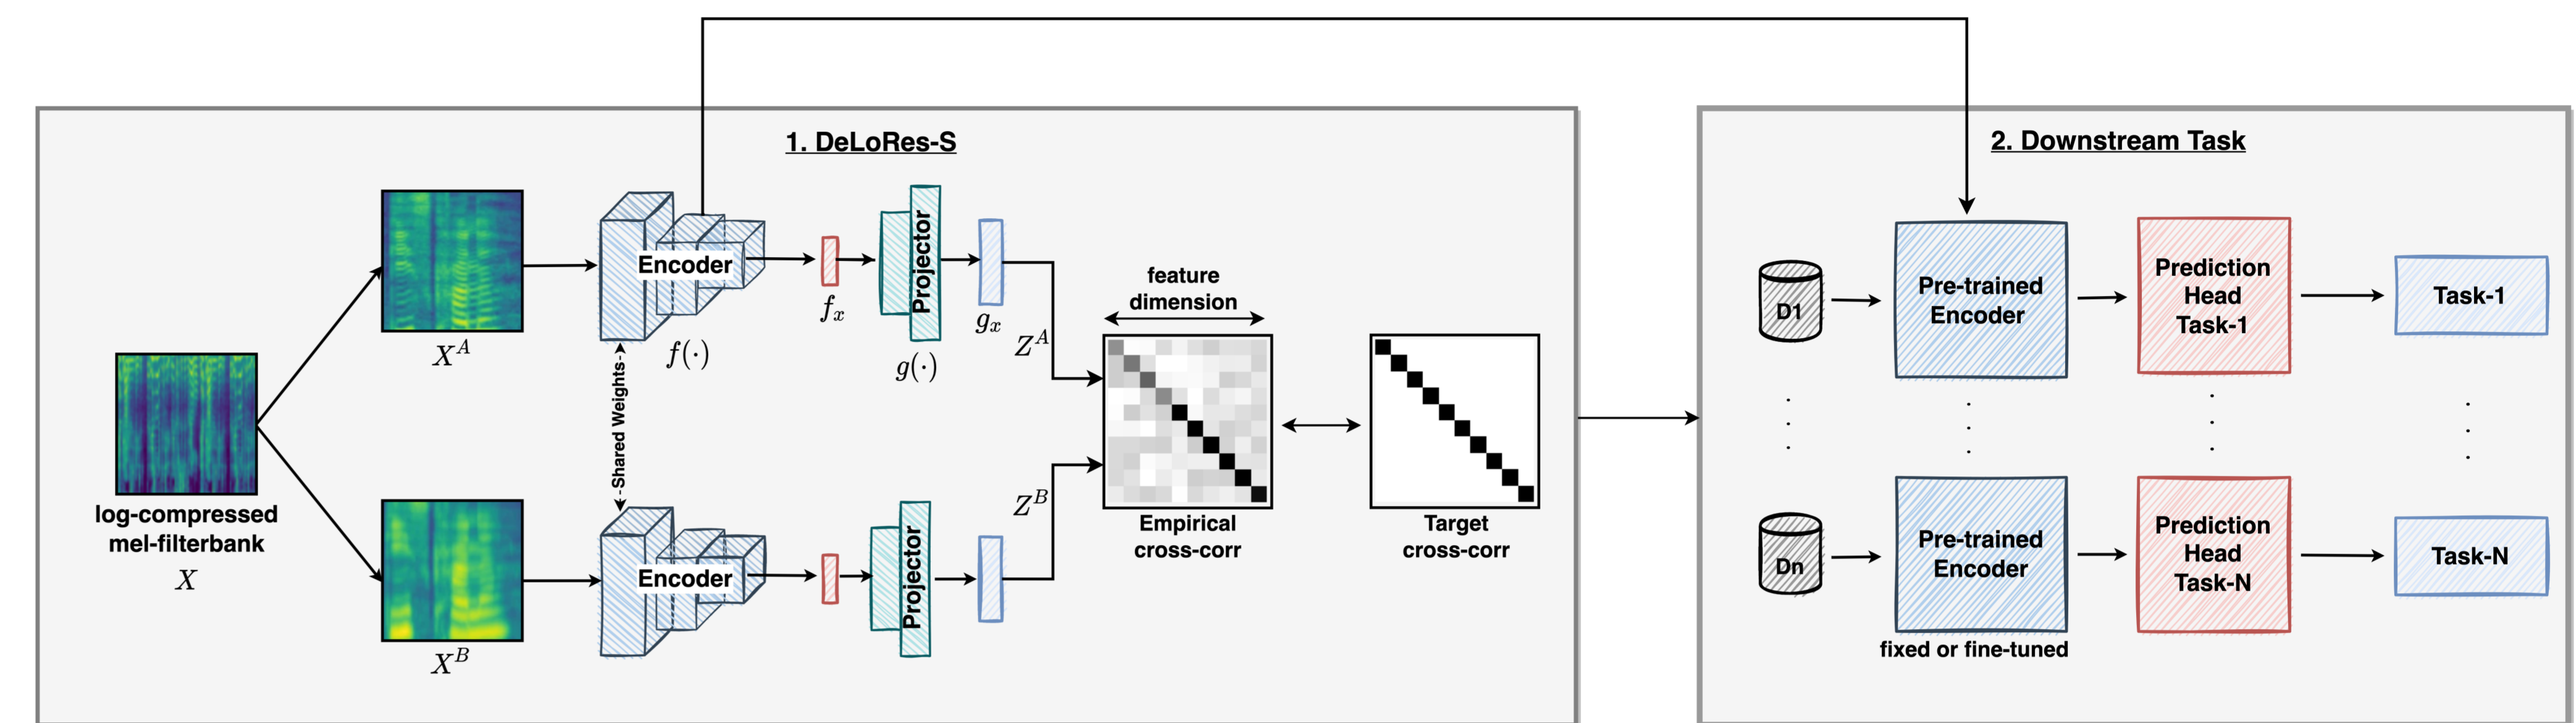 1. DeLoRes-S
X^A
Encoder
f(·)
f_x
Projector
g(·)
g_x
Z^A
feature
dimension
-Shared Weights-
log-compressed
mel-filterbank
X
X^B
Encoder
Projector
Z^B
Empirical
cross-corr
Target
cross-corr
2. Downstream Task
D1
Pre-trained
Encoder
Prediction
Head
Task-1
Task-1
Dn
Pre-trained
Encoder
fixed or fine-tuned
Prediction
Head
Task-N
Task-N